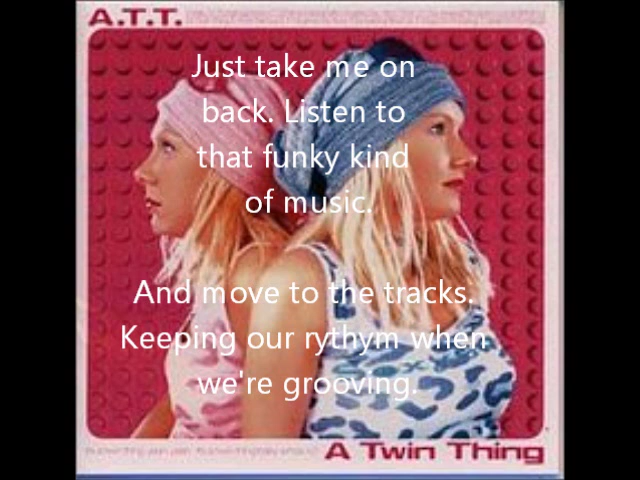 A.T.T.
Just take me on
back. Listen to
that funky kind
of music.
And move to the tracks.
Keeping our rythym when
we're grooving.
A Twin Thing